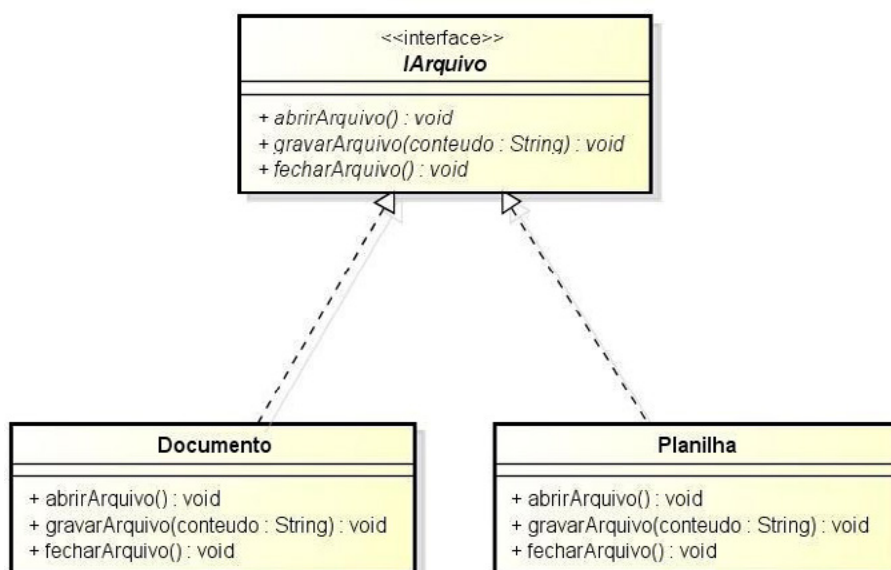 <<interface>>
IArquivo
+ abrirArquivo() : void
+ gravarArquivo(conteudo : String) : void
+ fecharArquivo() : void
Documento
+ abrirArquivo() : void
+ gravarArquivo(conteudo : String) : void
+ fecharArquivo() : void
Planilha
+ abrirArquivo() : void
+ gravarArquivo(conteudo : String) : void
+ fecharArquivo() : void